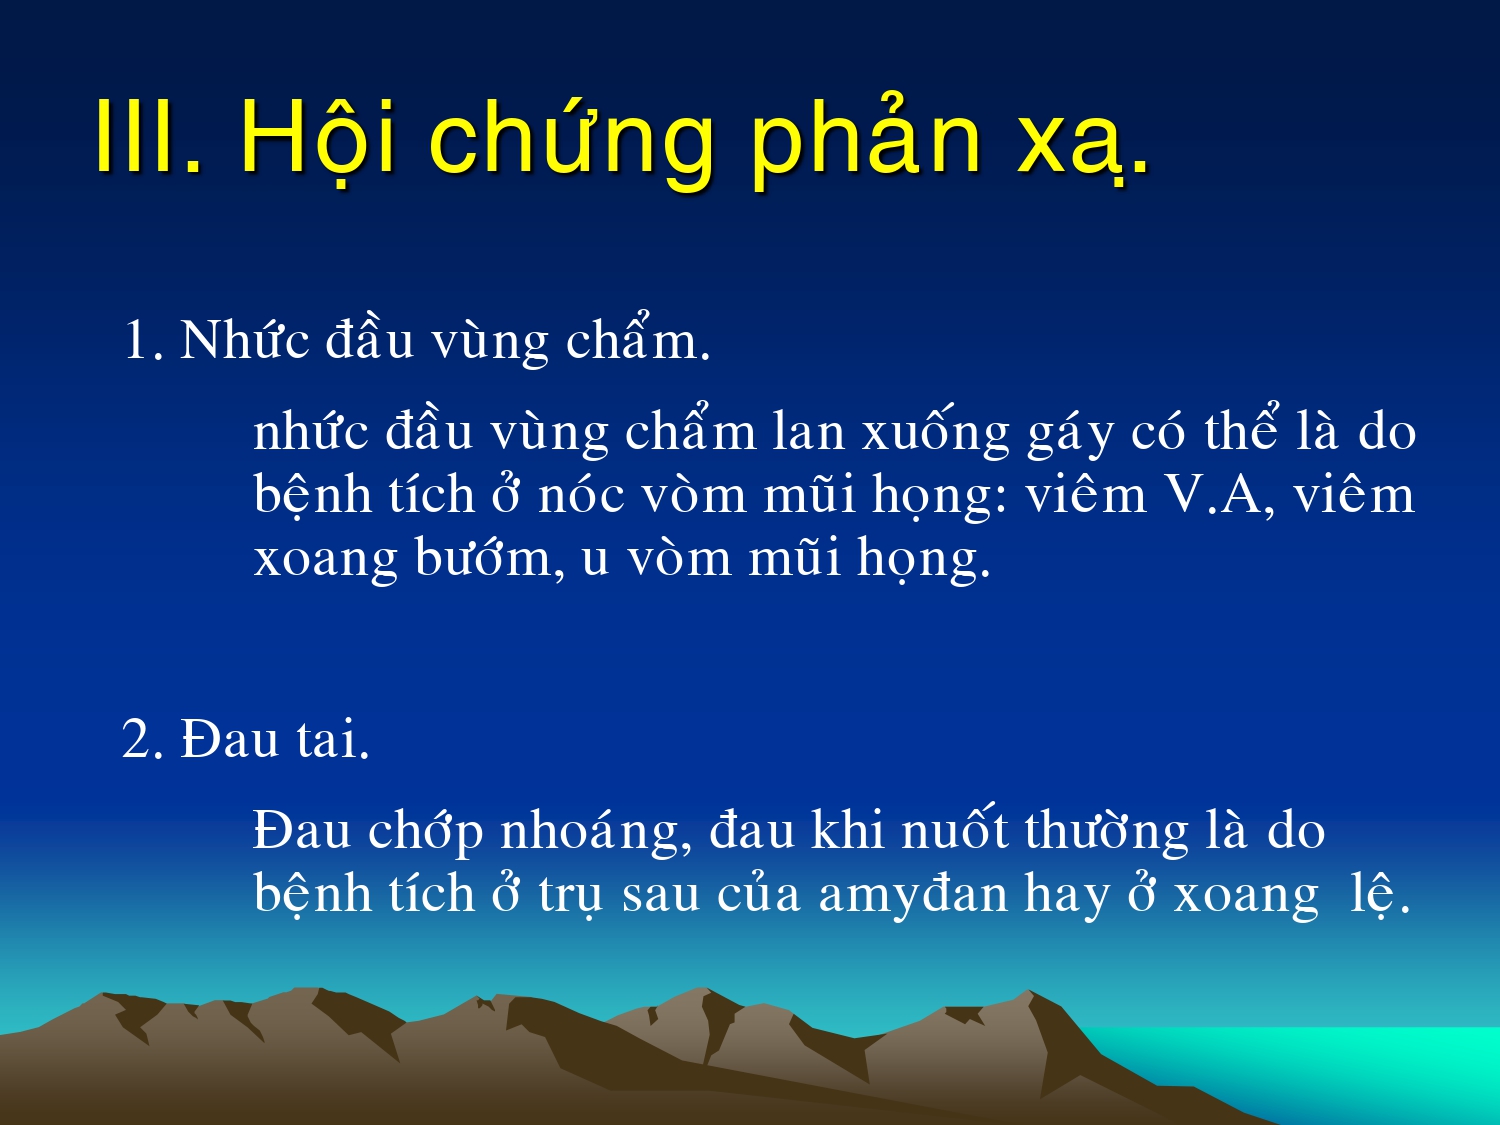 III. Hội chứng phản xạ.
1. Nhức đầu vùng chẩm.
nhức đầu vùng chẩm lan xuống gáy có thể là do
bệnh tích ở nóc vòm mũi họng: viêm V.A, viêm
xoang bướm, u vòm mũi họng.
2. Đau tai.
Đau chớp nhoáng, đau khi nuốt thường là do
bệnh tích ở trụ sau của amyđan hay ở xoang lệ.